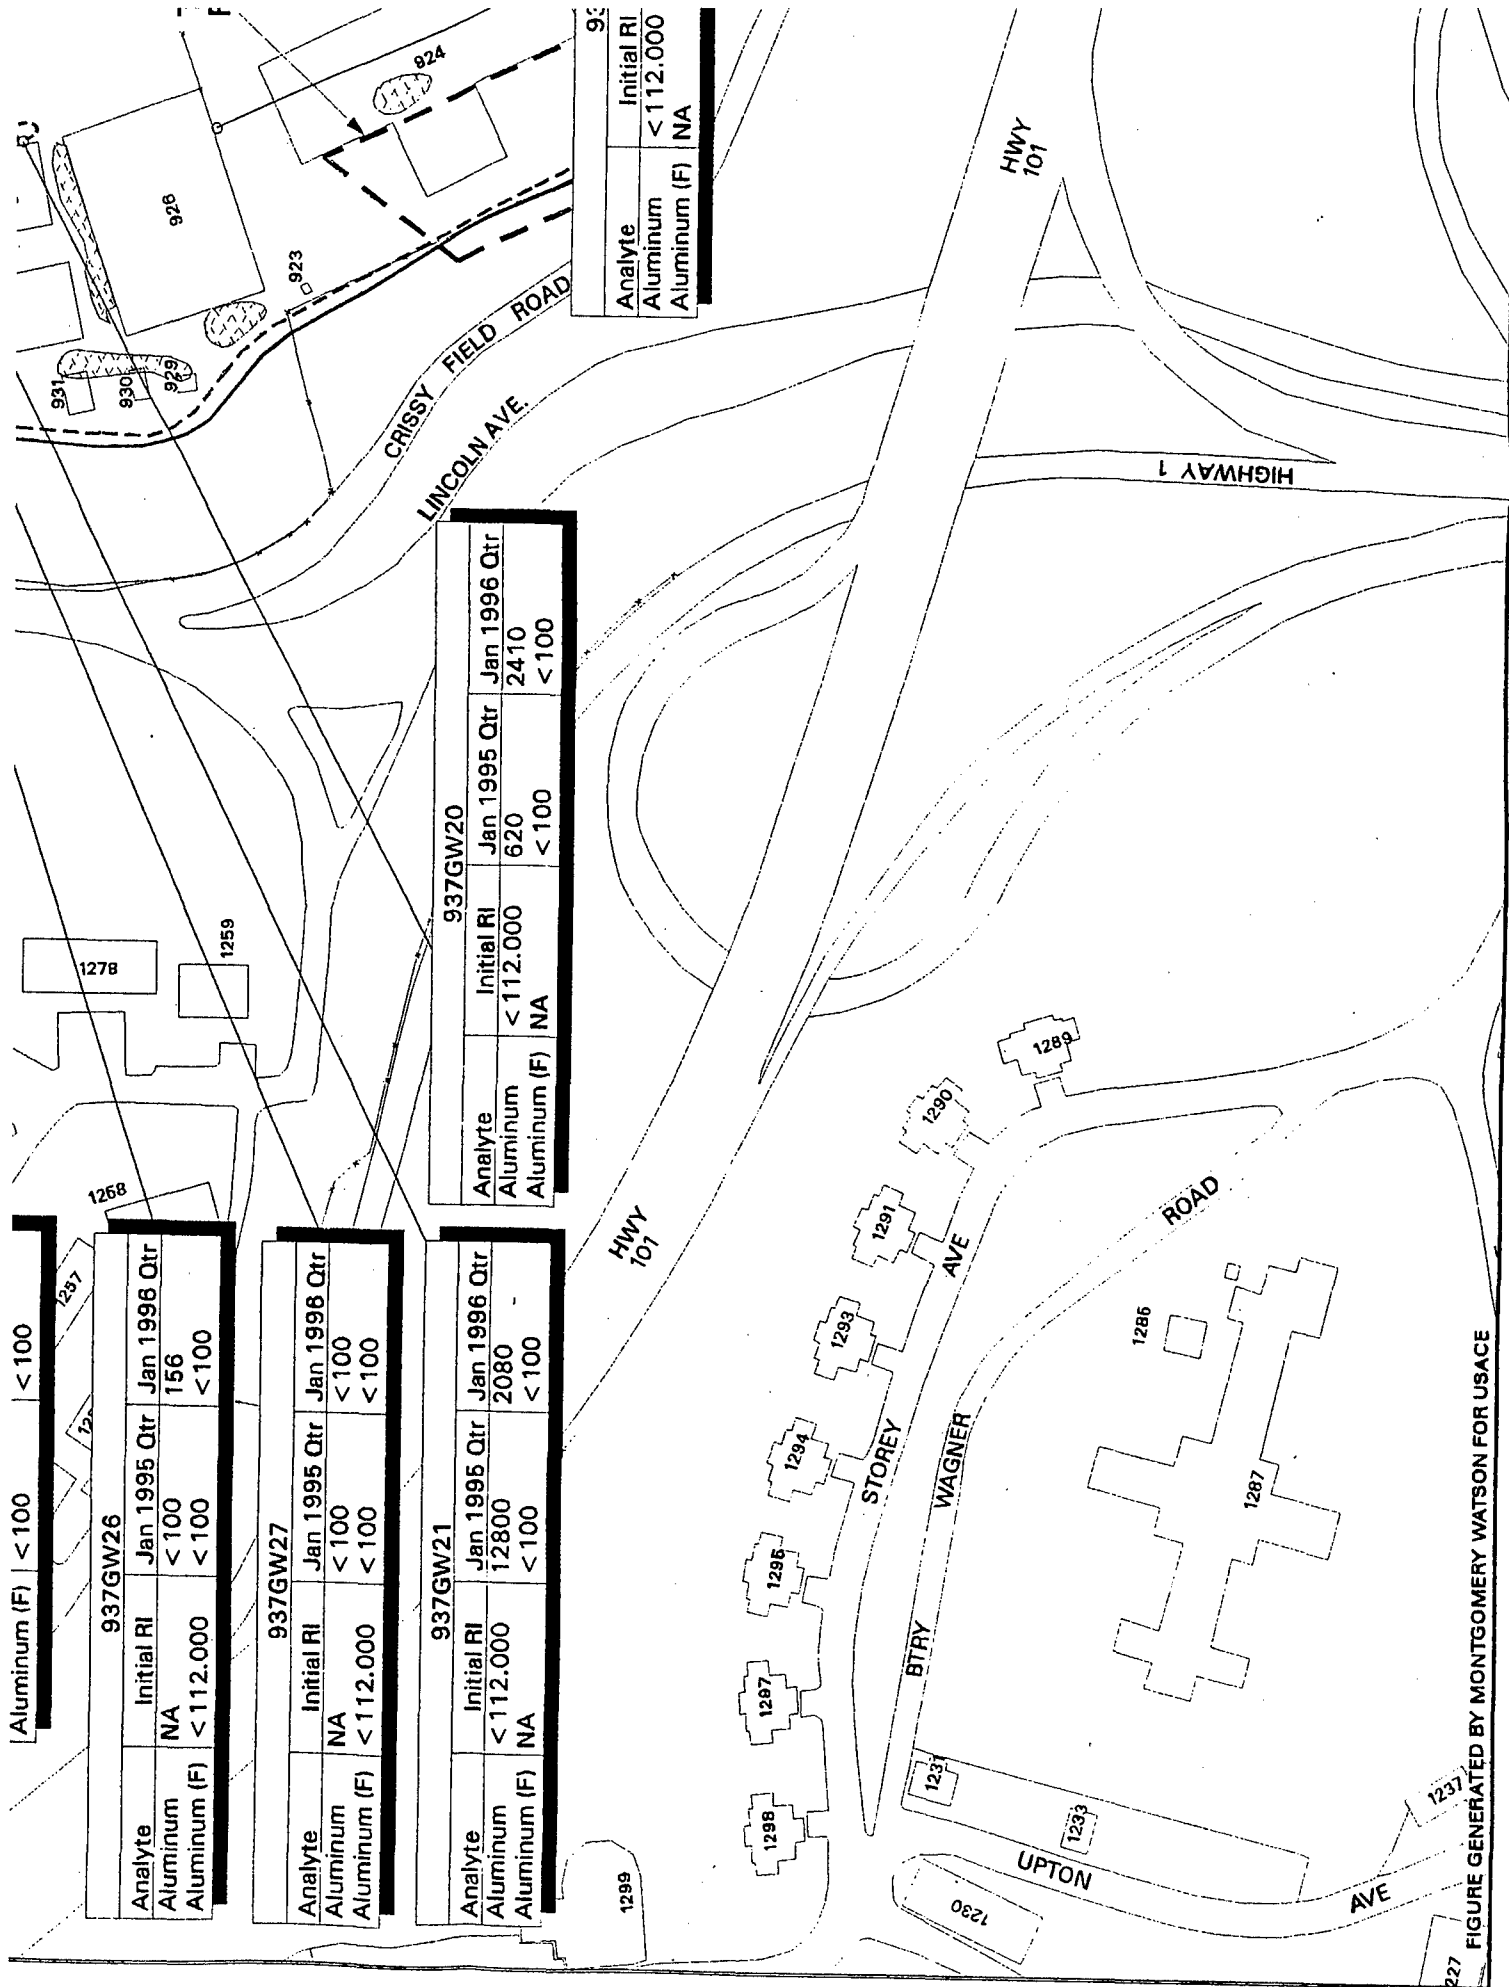 Aluminum (F) <100 <100
937GW26
Analyte Initial RI Jan 1995 Qtr Jan 1996 Qtr
Aluminum NA <100 156
Aluminum (F) <112.000 <100 <100
937GW27
Analyte Initial RI Jan 1995 Qtr Jan 1996 Qtr
Aluminum NA <100 <100
Aluminum (F) <112.000 <100 <100
937GW21
Analyte Initial RI Jan 1995 Qtr Jan 1996 Qtr
Aluminum <112.000 12800 2080
Aluminum (F) NA <100 <100
937GW20
Analyte Initial RI Jan 1995 Qtr Jan 1996 Qtr
Aluminum <112.000 620 2410
Aluminum (F) NA <100 <100
93
Analyte Initial RI
Aluminum <112.000
Aluminum (F) NA
924
926
923
931
930
929
CRISSY FIELD ROAD
LINCOLN AVE.
HWY
101
HIGHWAY 1
1278
1259
1268
1257
HWY
101
1289
1290
1291
1293
1294
1295
1297
1298
1299
STOREY AVE
BTRY WAGNER ROAD
1286
1287
1231
1233
1230
UPTON AVE
1237
227
FIGURE GENERATED BY MONTGOMERY WATSON FOR USACE